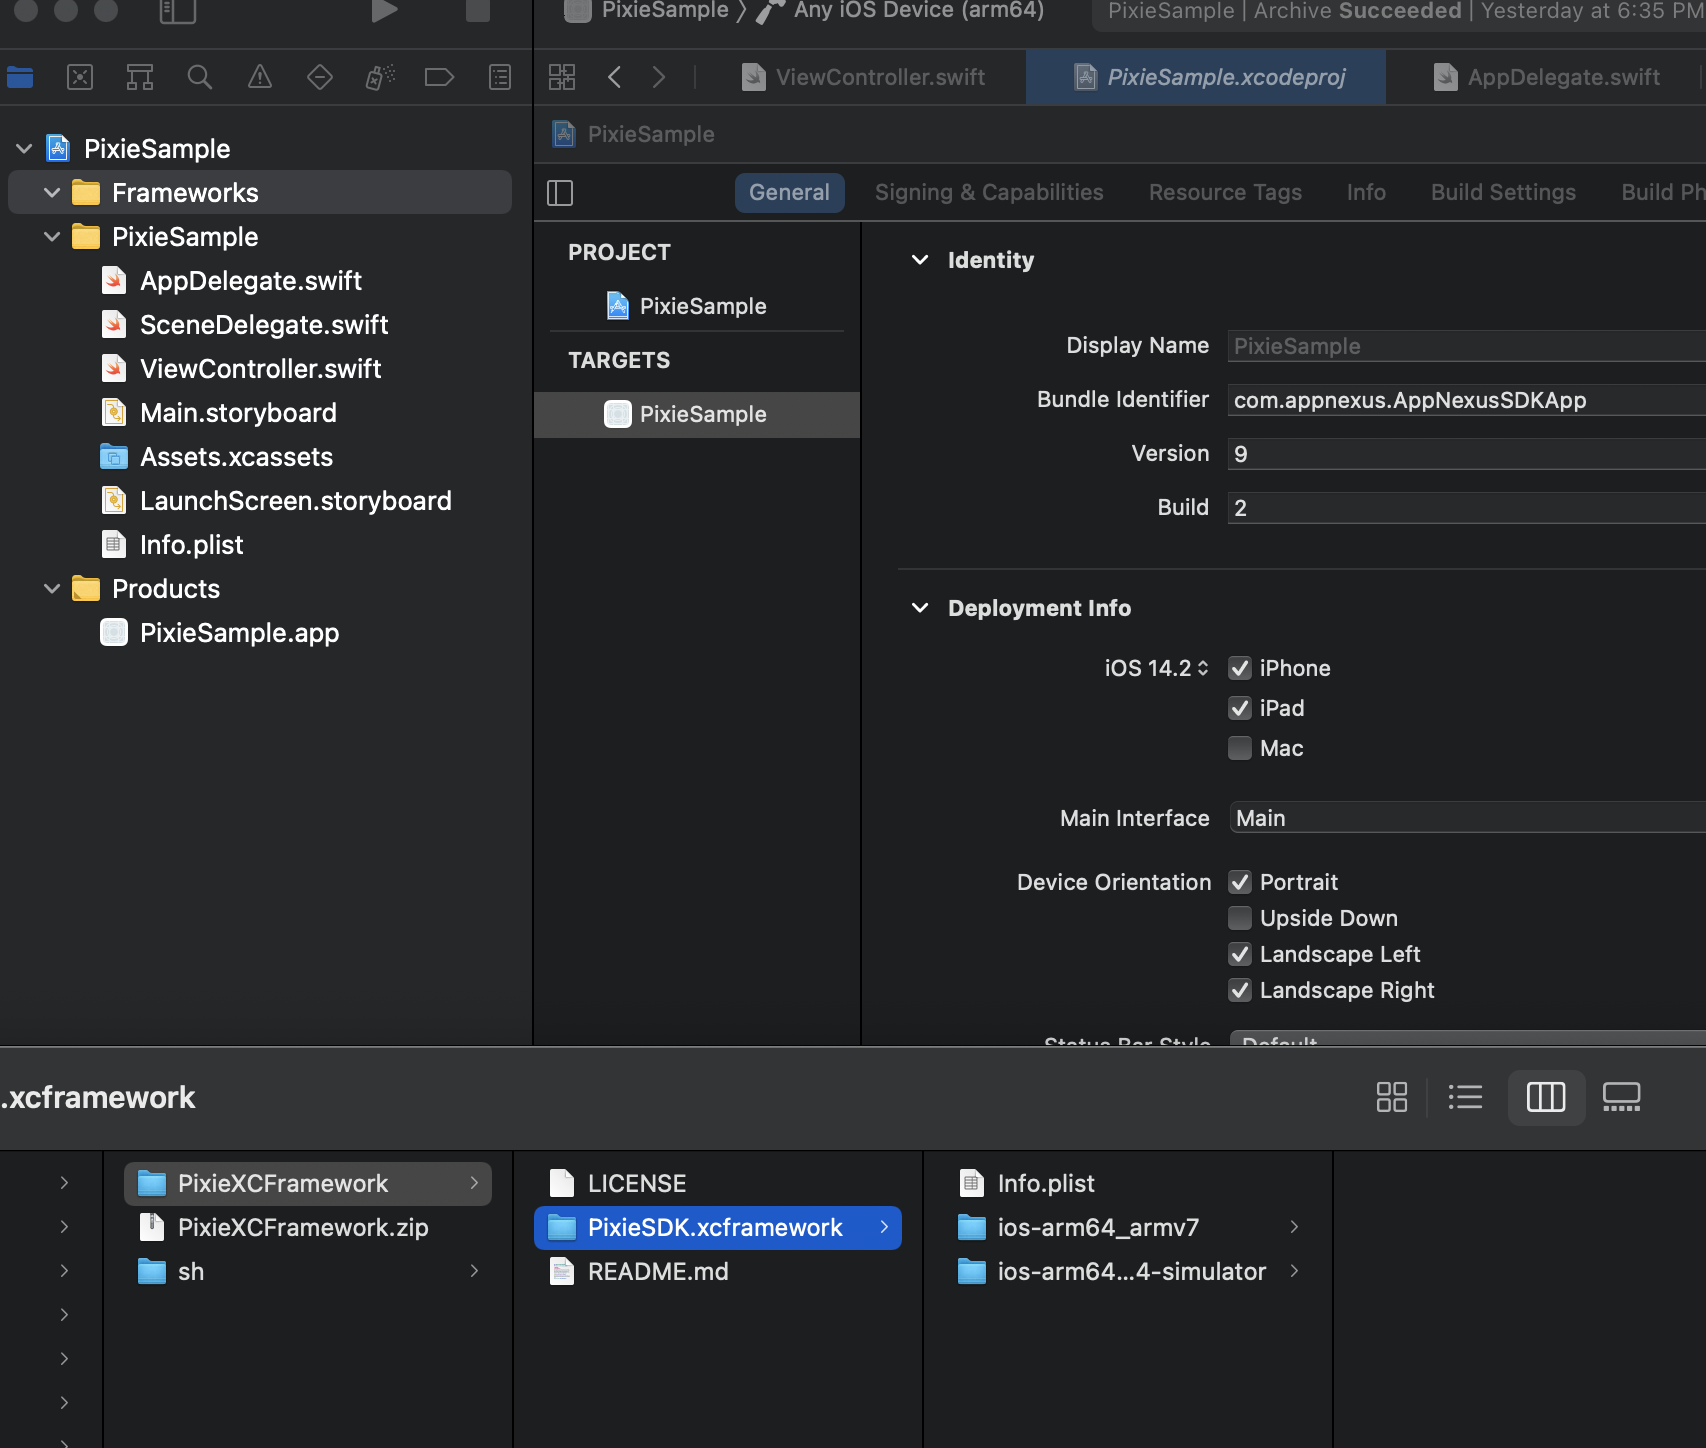 PixieSample
Any iOS Device (arm64)
PixieSample | Archive Succeeded | Yesterday at 6:35 PM
ViewController.swift
PixieSample.xcodeproj
AppDelegate.swift
PixieSample
General
Signing & Capabilities
Resource Tags
Info
Build Settings
Build Ph
PixieSample
Frameworks
PixieSample
AppDelegate.swift
SceneDelegate.swift
ViewController.swift
Main.storyboard
Assets.xcassets
LaunchScreen.storyboard
Info.plist
Products
PixieSample.app
PROJECT
PixieSample
TARGETS
PixieSample
Identity
Display Name
PixieSample
Bundle Identifier
com.appnexus.AppNexusSDKApp
Version
9
Build
2
Deployment Info
iOS 14.2
iPhone
iPad
Mac
Main Interface
Main
Device Orientation
Portrait
Upside Down
Landscape Left
Landscape Right
Status Bar Style
Default
.xcframework
PixieXCFramework
PixieXCFramework.zip
sh
LICENSE
PixieSDK.xcframework
README.md
Info.plist
ios-arm64_armv7
ios-arm64...4-simulator